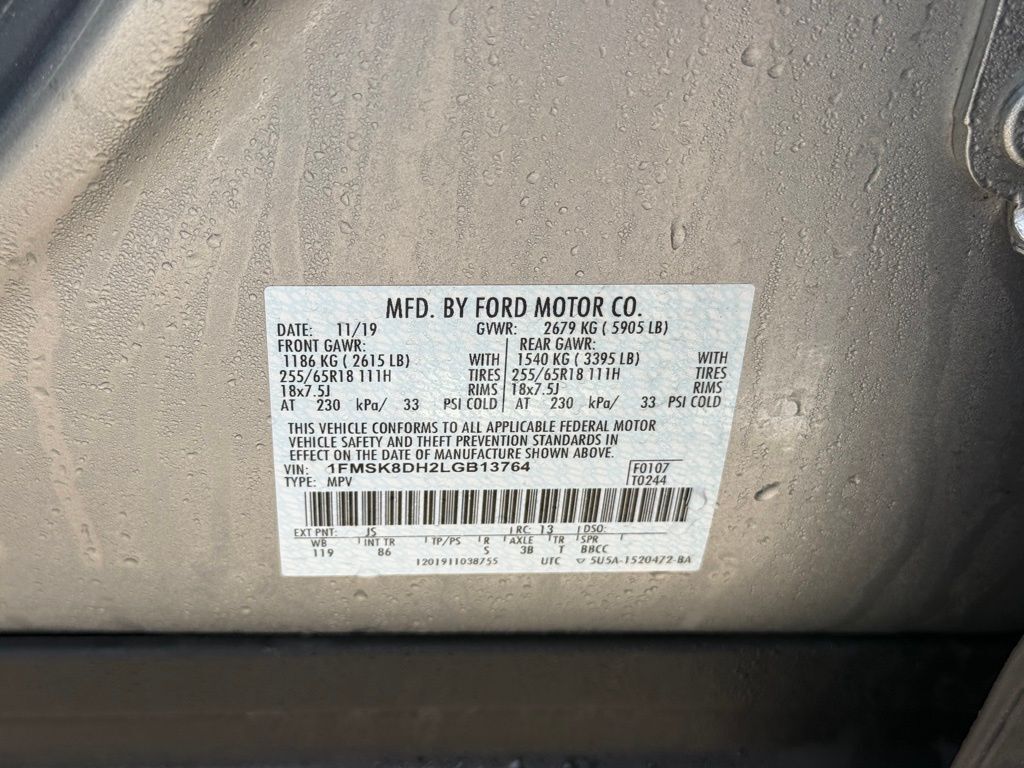 MFD. BY FORD MOTOR CO.
DATE: 11/19 GVWR: 2679 KG ( 5905 LB)
FRONT GAWR: REAR GAWR:
1186 KG ( 2615 LB) WITH 1540 KG ( 3395 LB) WITH
255/65R18 111H TIRES 255/65R18 111H TIRES
18x7.5J RIMS 18x7.5J RIMS
AT 230 kPa/ 33 PSI COLD AT 230 kPa/ 33 PSI COLD
THIS VEHICLE CONFORMS TO ALL APPLICABLE FEDERAL MOTOR
VEHICLE SAFETY AND THEFT PREVENTION STANDARDS IN
EFFECT ON THE DATE OF MANUFACTURE SHOWN ABOVE.
VIN: 1FMSK8DH2LGB13764 F0107
TYPE: MPV T0244
EXT PNT: JS RC: 13 DSO:
WB INT TR TP/PS R AXLE TR SPR
119 86 S 3B T BBCC
1201911038755 UTC 5U5A-1520472-BA